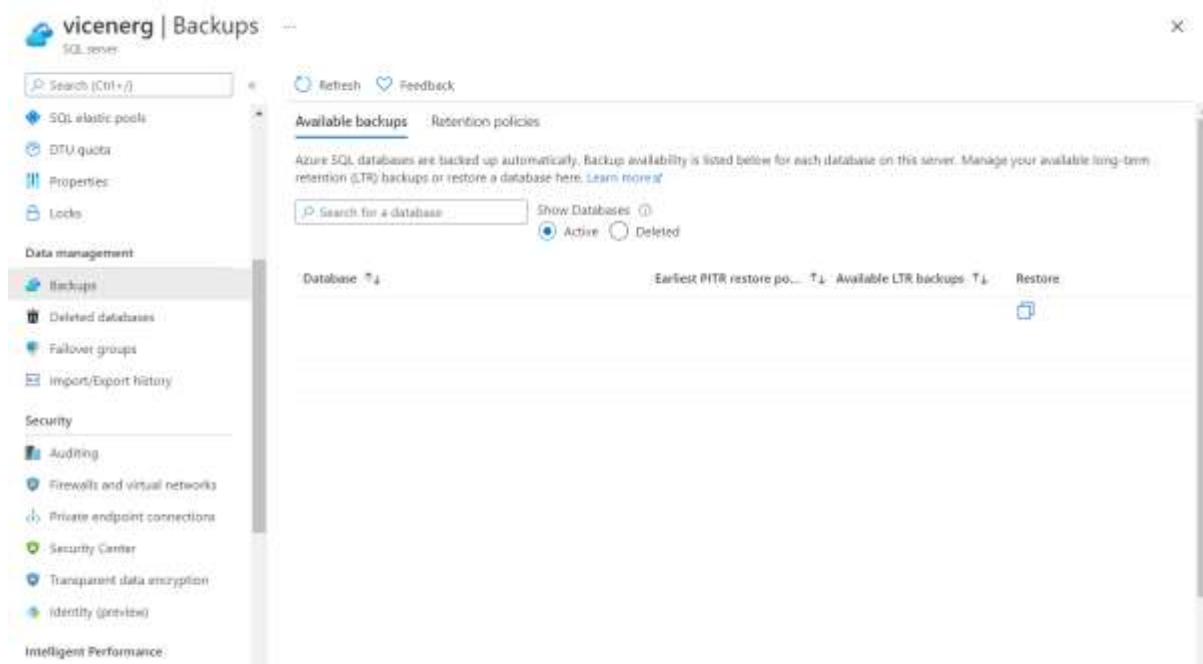 vicenerg | Backups ...
SQL server
Search (Ctrl+/)
«
SQL elastic pools
DTU quota
Properties
Locks
Data management
Backups
Deleted databases
Failover groups
Import/Export history
Security
Auditing
Firewalls and virtual networks
Private endpoint connections
Security Center
Transparent data encryption
Identity (preview)
Intelligent Performance
Refresh Feedback
Available backups Retention policies
Azure SQL databases are backed up automatically. Backup availability is listed below for each database on this server. Manage your available long-term
retention (LTR) backups or restore a database here. Learn more
Search for a database
Show Databases
Active Deleted
Database Earliest PITR restore po... Available LTR backups Restore